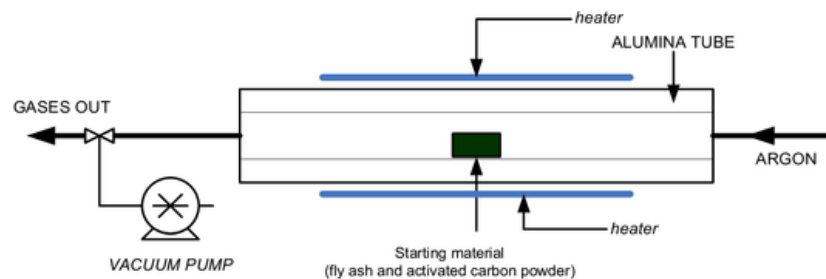 heater
ALUMINA TUBE
GASES OUT
ARGON
heater
Starting material
(fly ash and activated carbon powder)
VACUUM PUMP